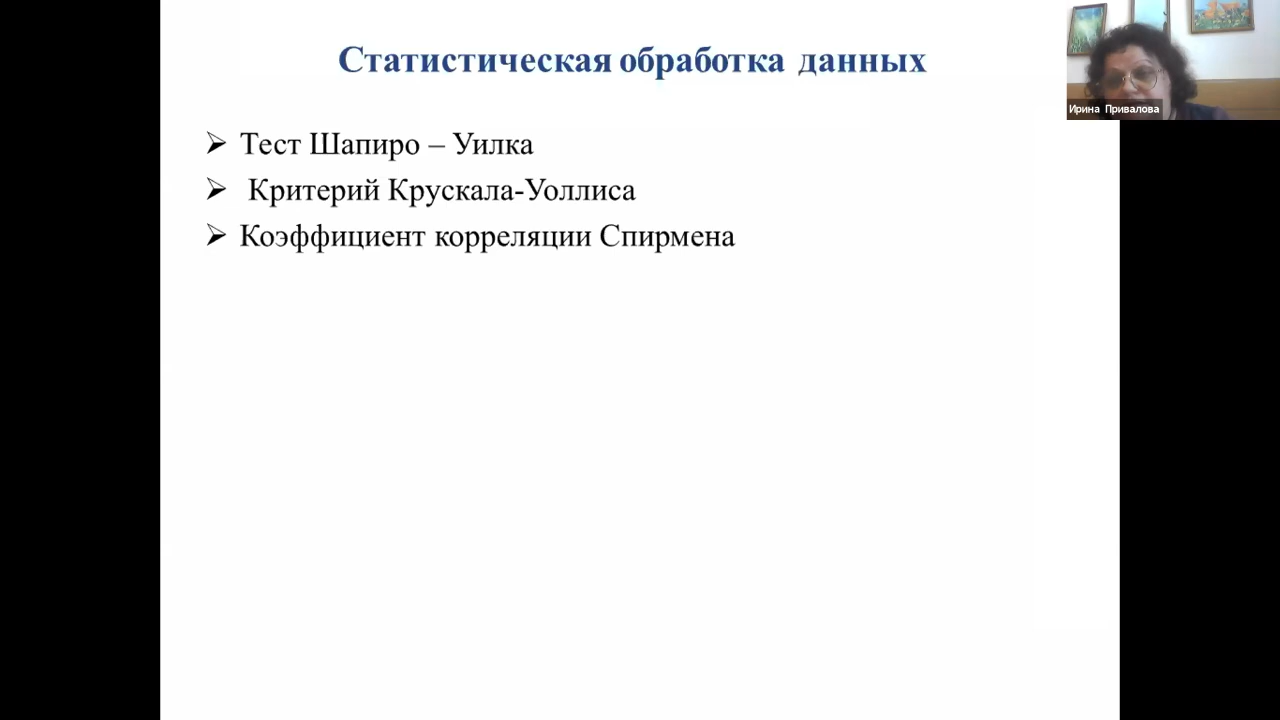 Статистическая обработка данных
Ирина Привалова
➢ Тест Шапиро – Уилка
➢ Критерий Крускала-Уоллиса
➢ Коэффициент корреляции Спирмена